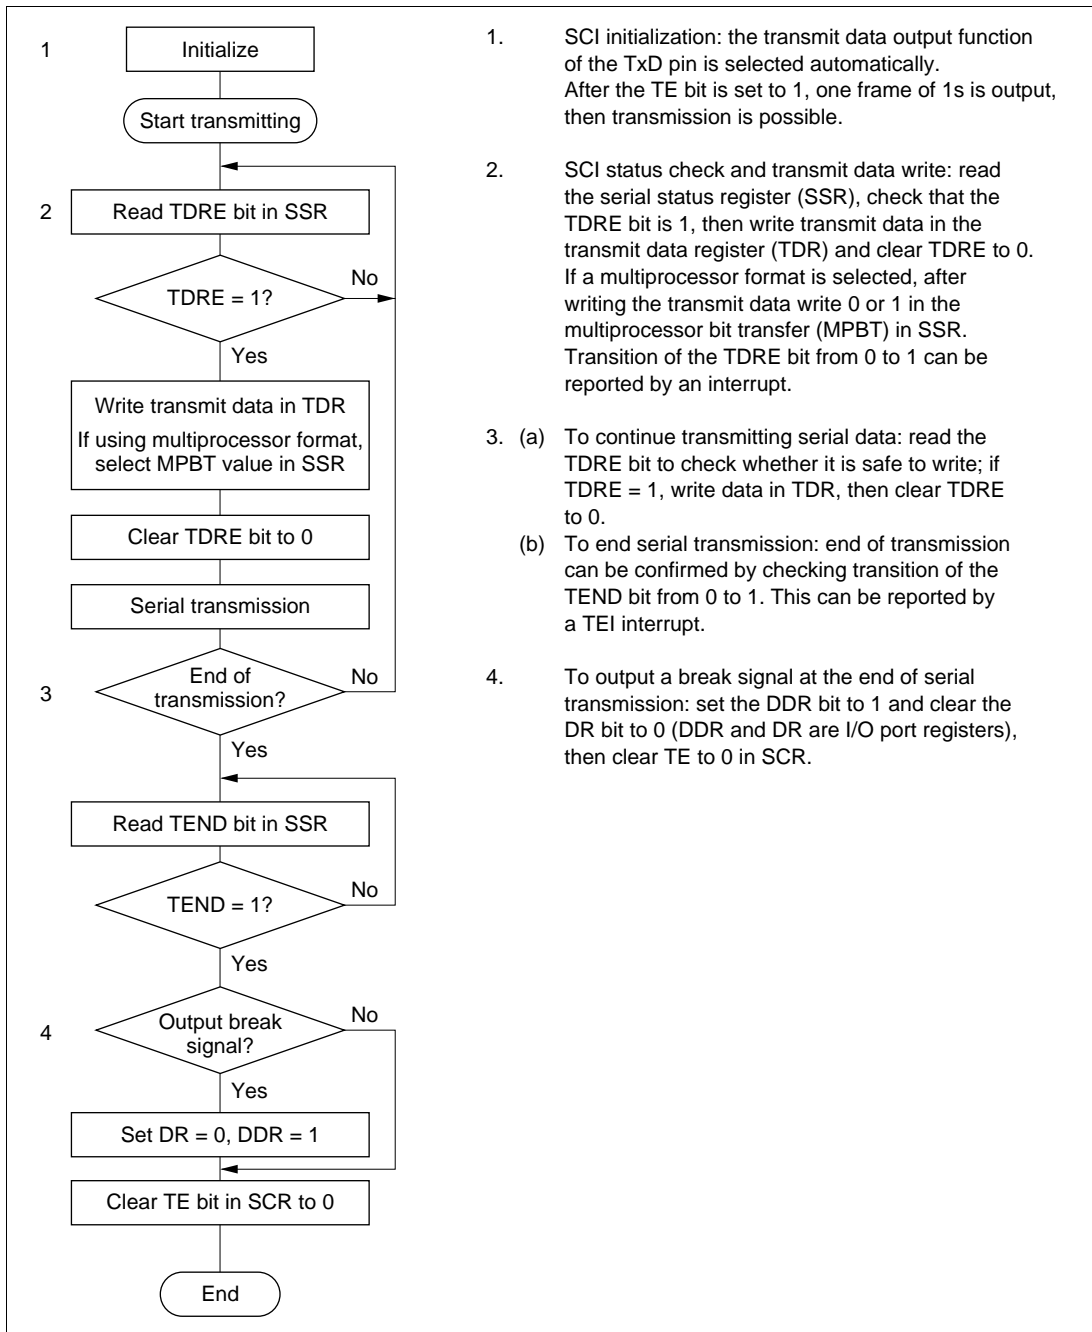 1
Initialize
Start transmitting
2
Read TDRE bit in SSR
TDRE = 1?
No
Yes
Write transmit data in TDR
If using multiprocessor format,
select MPBT value in SSR
Clear TDRE bit to 0
Serial transmission
3
End of
transmission?
No
Yes
Read TEND bit in SSR
TEND = 1?
No
Yes
4
Output break
signal?
No
Yes
Set DR = 0, DDR = 1
Clear TE bit in SCR to 0
End
1. SCI initialization: the transmit data output function
of the TxD pin is selected automatically.
After the TE bit is set to 1, one frame of 1s is output,
then transmission is possible.
2. SCI status check and transmit data write: read
the serial status register (SSR), check that the
TDRE bit is 1, then write transmit data in the
transmit data register (TDR) and clear TDRE to 0.
If a multiprocessor format is selected, after
writing the transmit data write 0 or 1 in the
multiprocessor bit transfer (MPBT) in SSR.
Transition of the TDRE bit from 0 to 1 can be
reported by an interrupt.
3. (a) To continue transmitting serial data: read the
TDRE bit to check whether it is safe to write; if
TDRE = 1, write data in TDR, then clear TDRE
to 0.
(b) To end serial transmission: end of transmission
can be confirmed by checking transition of the
TEND bit from 0 to 1. This can be reported by
a TEI interrupt.
4. To output a break signal at the end of serial
transmission: set the DDR bit to 1 and clear the
DR bit to 0 (DDR and DR are I/O port registers),
then clear TE to 0 in SCR.